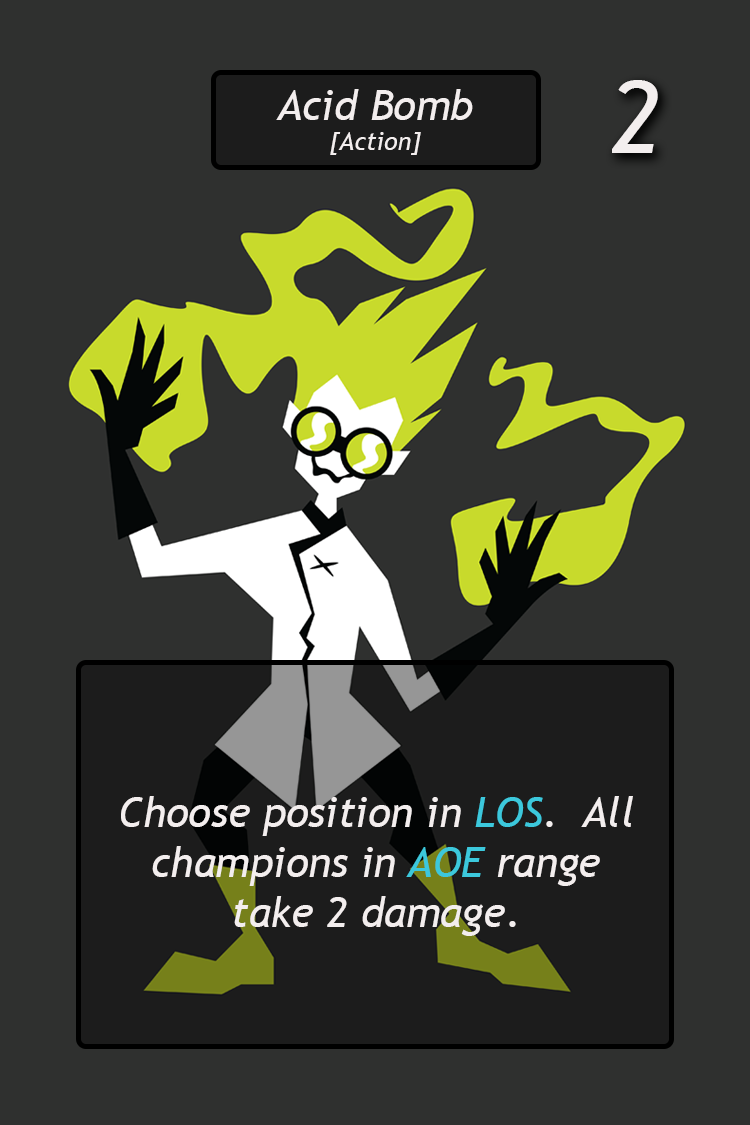 Acid Bomb
[Action]
2
Choose position in LOS.  All
champions in AOE range
take 2 damage.